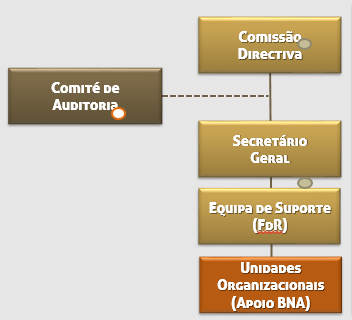 Comissão
Directiva
Comité de
Auditoria
Secretário
Geral
Equipa de Suporte
(FdR)
Unidades
Organizacionais
(Apoio BNA)